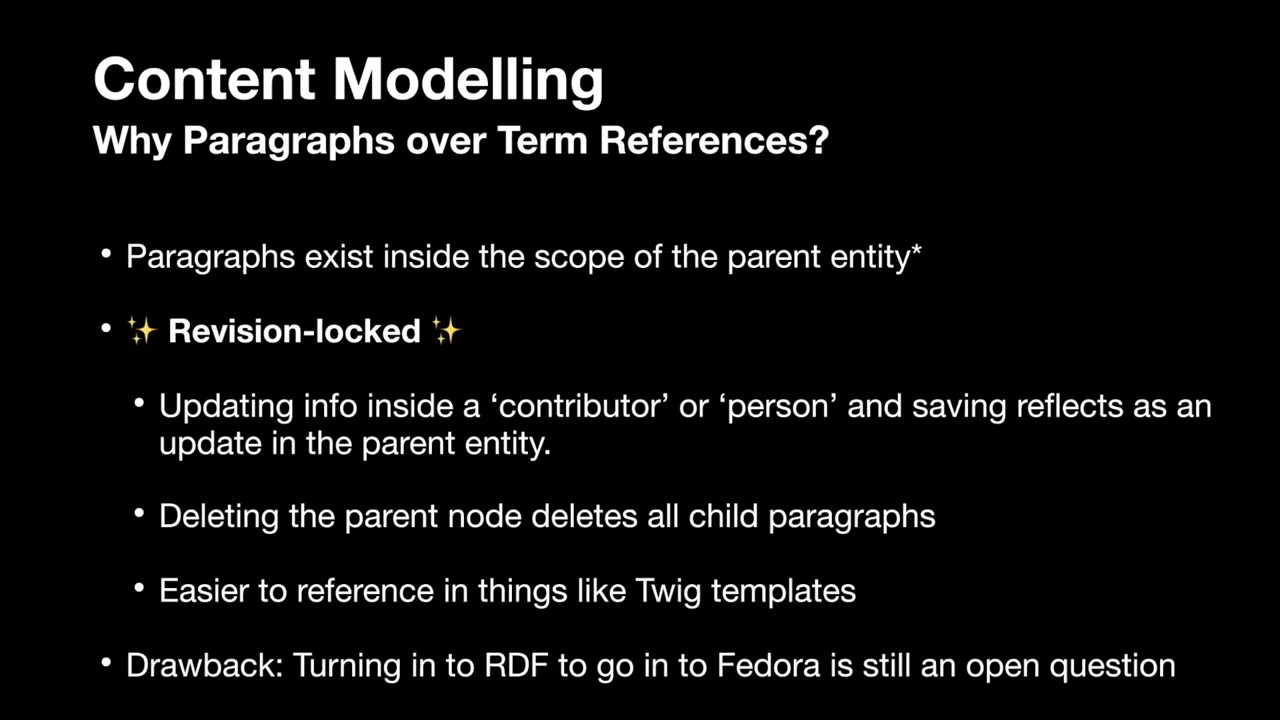 Content Modelling
Why Paragraphs over Term References?
• Paragraphs exist inside the scope of the parent entity*
• ✨ Revision-locked ✨
• Updating info inside a ‘contributor’ or ‘person’ and saving reflects as an
update in the parent entity.
• Deleting the parent node deletes all child paragraphs
• Easier to reference in things like Twig templates
• Drawback: Turning in to RDF to go in to Fedora is still an open question